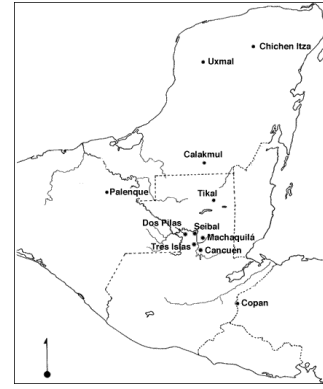 Chichen Itza
Uxmal
Calakmul
Palenque
Tikal
Dos Pilas
Seibal
Machaquilá
Tres Islas
Cancuen
Copan